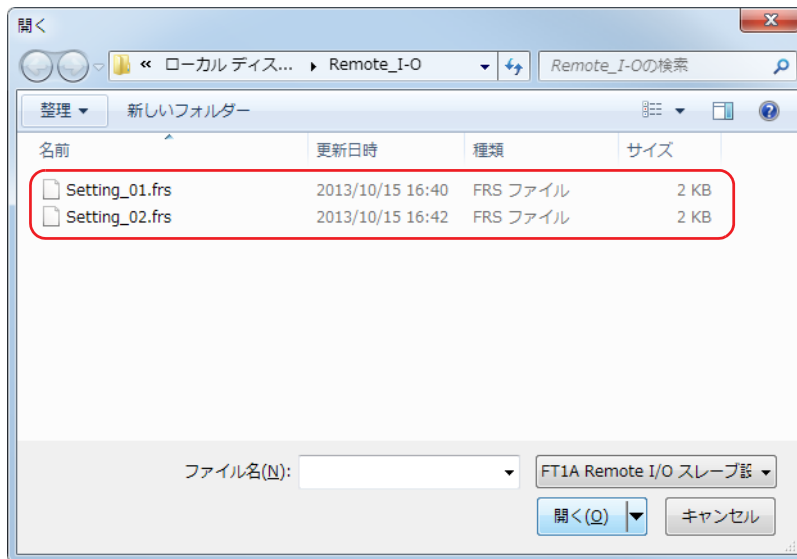 開く
« ローカル ディス... ▸ Remote_I-O Remote_I-Oの検索
整理 新しいフォルダー
名前 更新日時 種類 サイズ
Setting_01.frs 2013/10/15 16:40 FRS ファイル 2 KB
Setting_02.frs 2013/10/15 16:42 FRS ファイル 2 KB
ファイル名(N): FT1A Remote I/O スレーブ設
開く(O) キャンセル